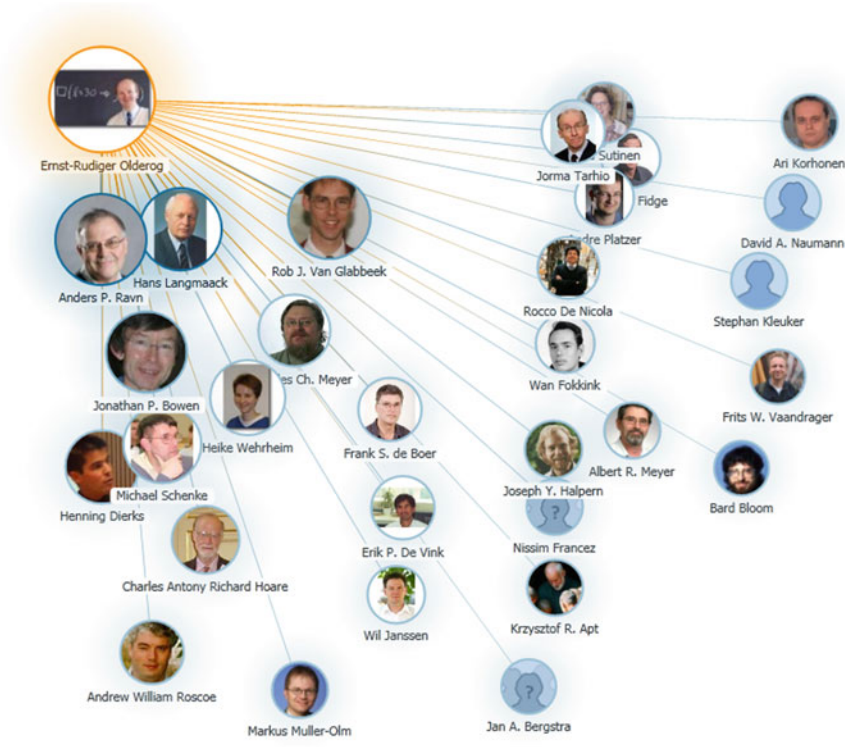 Ernst-Rudiger Olderog
Sutinen
Jorma Tarhio
Ari Korhonen
Fidge
Andre Platzer
David A. Naumann
Hans Langmaack
Anders P. Ravn
Rob J. Van Glabbeek
Rocco De Nicola
Stephan Kleuker
Jonathan P. Bowen
es Ch. Meyer
Wan Fokkink
Frits W. Vaandrager
Heike Wehrheim
Frank S. de Boer
Albert R. Meyer
Michael Schenke
Joseph Y. Halpern
Henning Dierks
Bard Bloom
?
Erik P. De Vink
Nissim Francez
Charles Antony Richard Hoare
Wil Janssen
Krzysztof R. Apt
Andrew William Roscoe
?
Markus Muller-Olm
Jan A. Bergstra